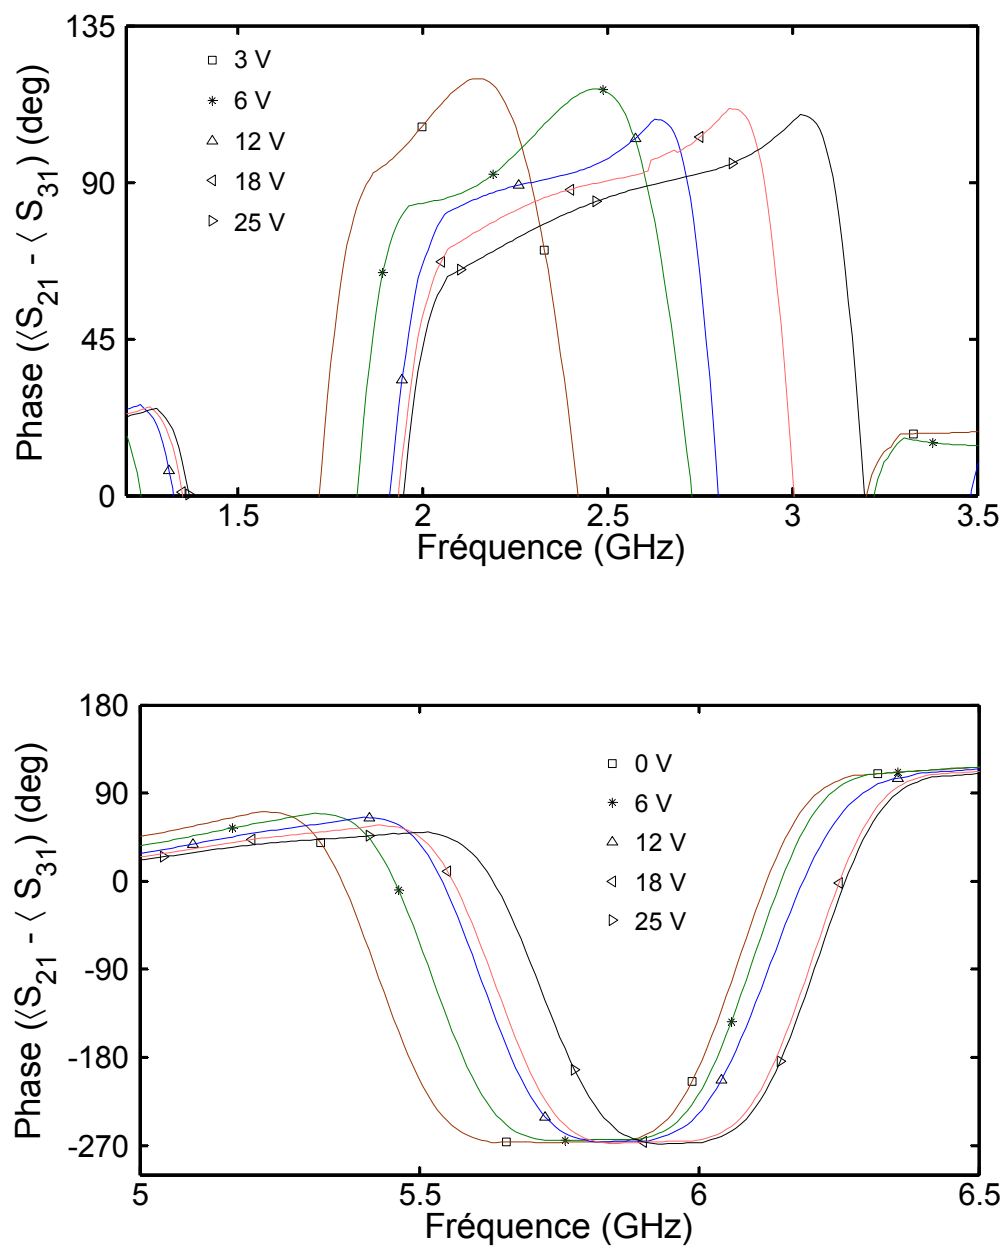 135
90
45
0
Phase (⟨S21 - ⟨ S31) (deg)
3 V
6 V
12 V
18 V
25 V
1.5
2
2.5
3
3.5
Fréquence (GHz)
180
90
0
-90
-180
-270
Phase (⟨S21 - ⟨ S31) (deg)
0 V
6 V
12 V
18 V
25 V
5
5.5
6
6.5
Fréquence (GHz)